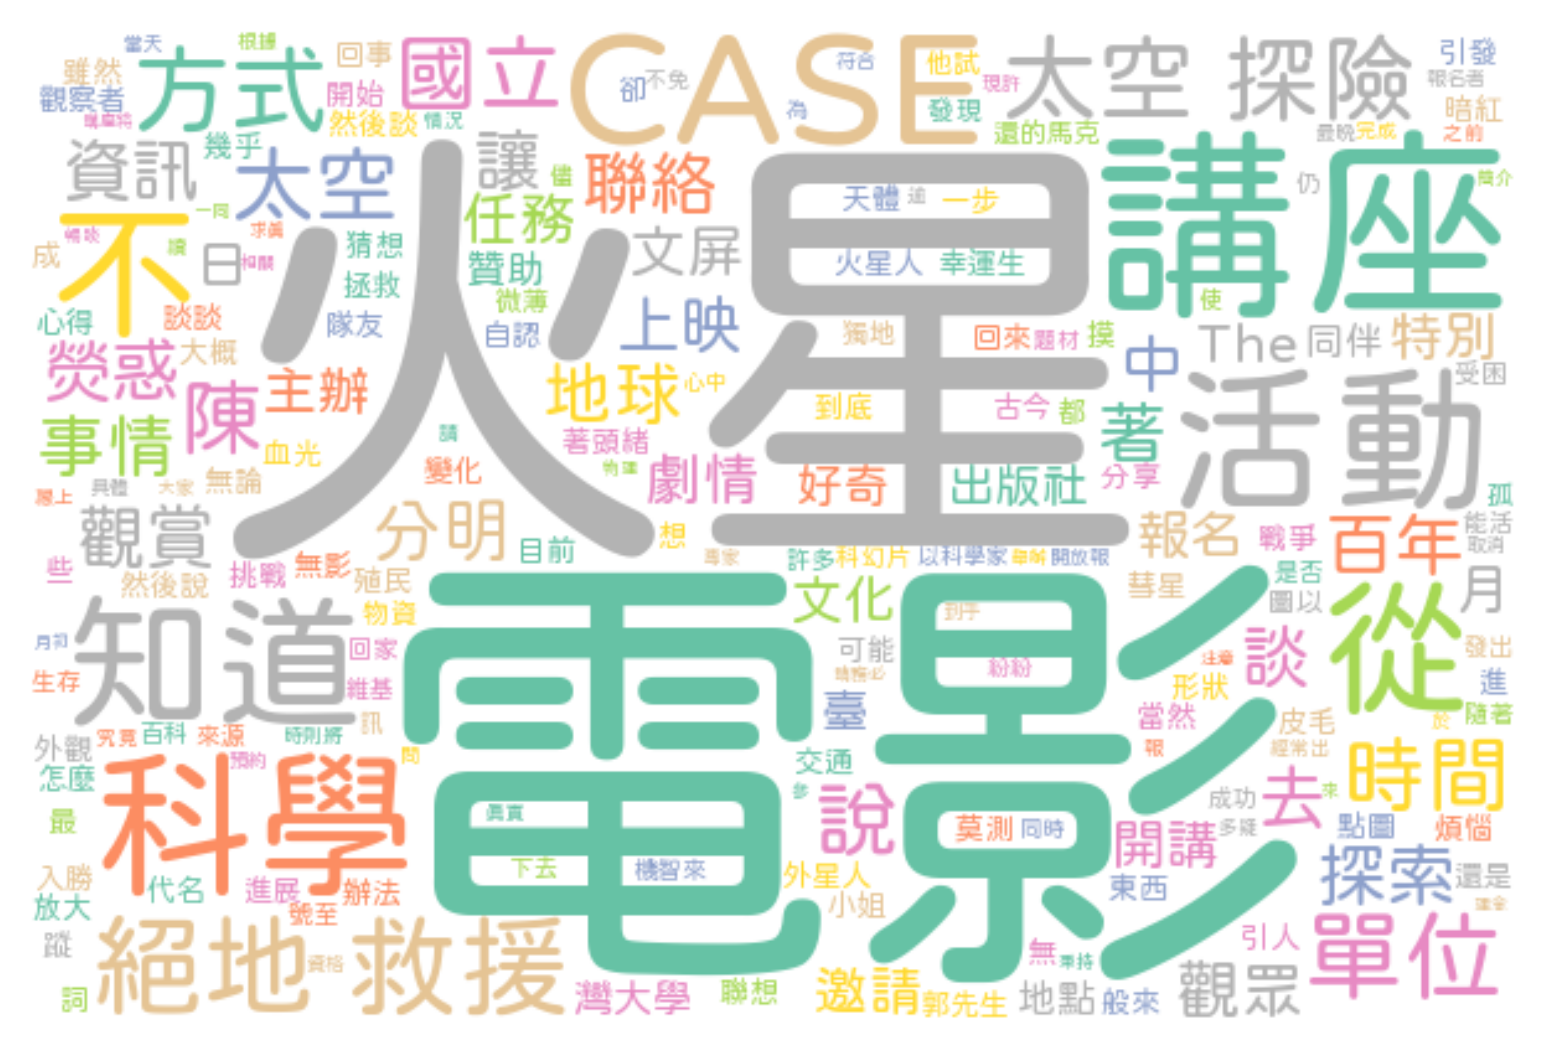 當天 根據 回事 國立 CASE 符合 他試 太空 探險 引發
雖然 方式 開始 卻 不免 現許 報名者
觀察者 然後談 情況 為 發現 還的馬克 暗紅
最晚 完成 之前
資訊 幾乎 太空 讓 儘 聯絡 講座
不 一同 任務 火星 天體 一步 仍 簡介
暢談 求真 猜想 文屏
成 日 相關 贊助 火星人 幸運生
拯救 微薄 使
心得 談談 隊友 自認 上映 獨地 回來 題材 摸 The 同伴 特別
熒惑 大概 中 受困
陳 主辦 地球 心中 到底 古今 都 著 活動
事情 血光 請 著頭緒
無論 變化 物理 劇情 好奇 出版社 分享
具體 大家 孤
觀賞 分明 目前 想 專家 報名 戰爭 百年 能活
取消
些 然後說 挑戰 無影 殖民 許多 科幻片 以科學家 開放報 彗星 是否
知道 物資 電影 文化 到手 圖以 從 月
月初 回家 可能 紛紛 注意 談 發出
生存 維基 臺 形狀 進
訊 當然 皮毛 於 隨著
外觀 究竟 百科 來源 時則將 預約 問 交通 報 經常出
怎麼 科學 成功 去 來 時間
最 真實 說 莫測 同時 開講 多疑 點圖 煩惱
入勝 代名 進展 辦法 下去 機智來 外星人 東西 探索 還是
放大 號至 小姐
蹤 絕地 救援 資格 無 引人 單位
詞 灣大學 聯想 邀請 郭先生 地點 般來 觀眾